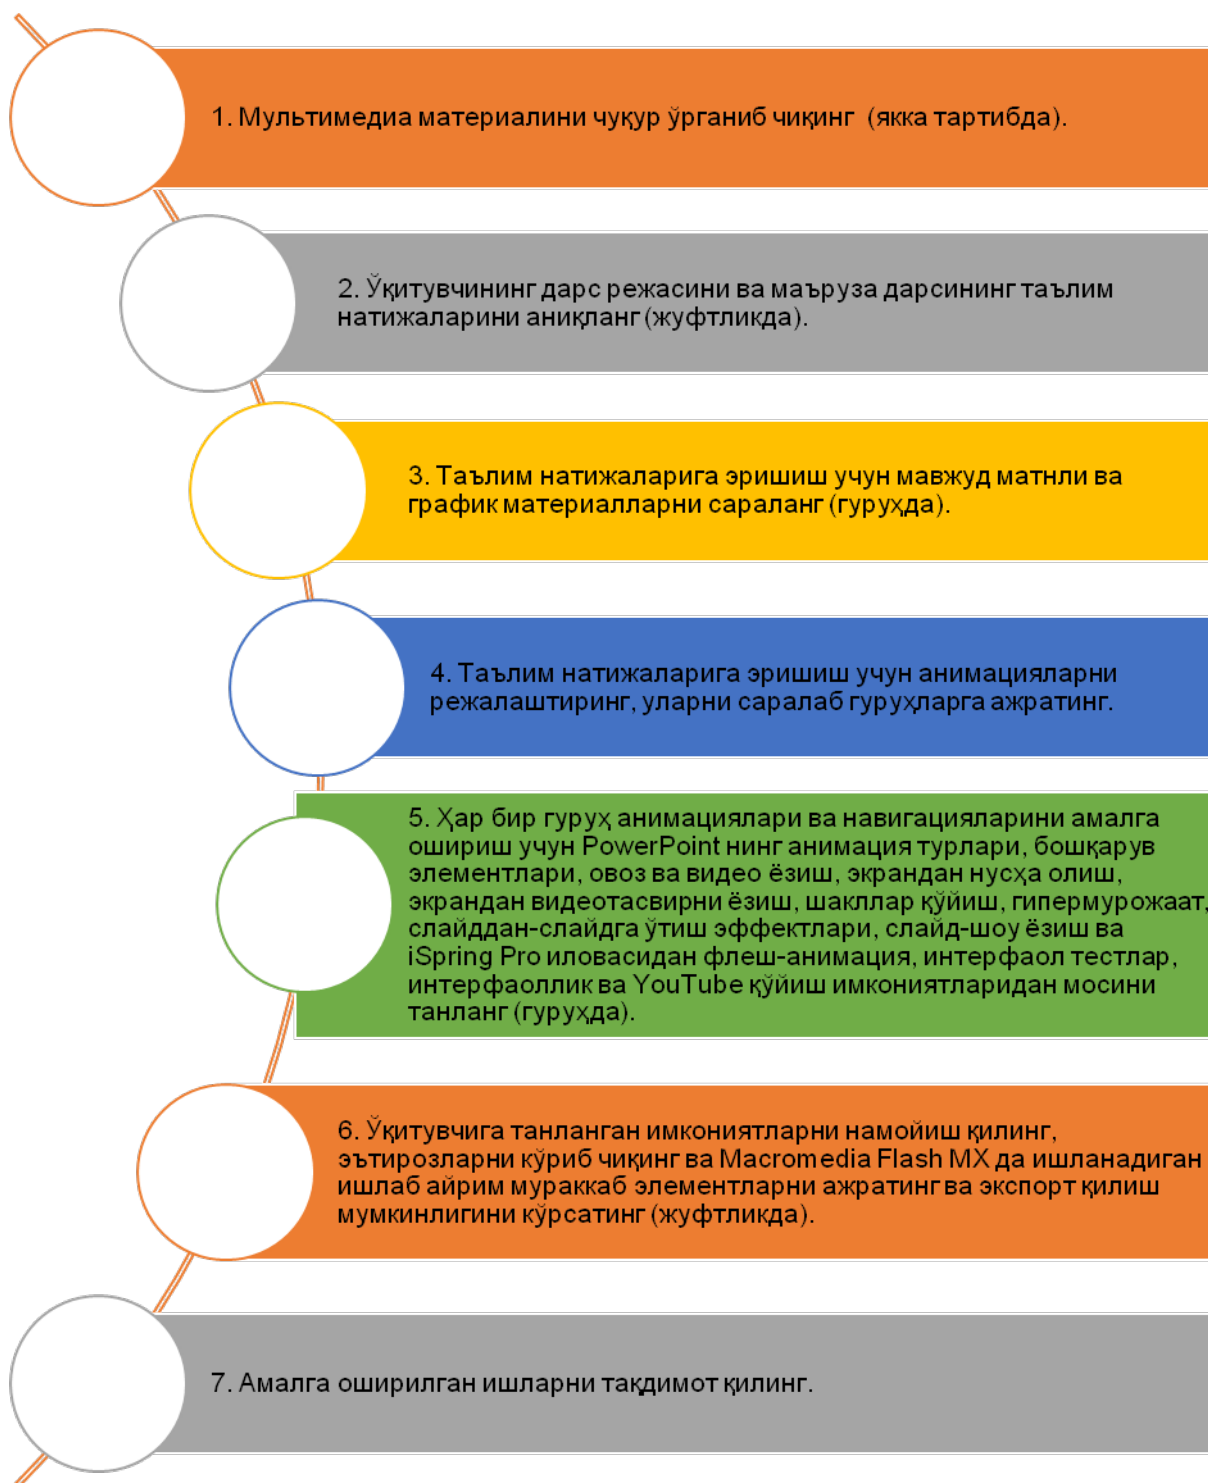 1. Мультимедиа материалини чуқур ўрганиб чиқинг (якка тартибда).
2. Ўқитувчининг дарс режасини ва маъруза дарсининг таълим
натижаларини аниқланг (жуфтликда).
3. Таълим натижаларига эришиш учун мавжуд матнли ва
график материалларни сараланг (гуруҳда).
4. Таълим натижаларига эришиш учун анимацияларни
режалаштиринг, уларни саралаб гуруҳларга ажратинг.
5. Ҳар бир гуруҳ анимациялари ва навигацияларини амалга
ошириш учун PowerPoint нинг анимация турлари, бошқарув
элементлари, овоз ва видео ёзиш, экрандан нусҳа олиш,
экрандан видеотасвирни ёзиш, шакллар қўйиш, гипермурожаат,
слайддан-слайдга ўтиш эффектлари, слайд-шоу ёзиш ва
iSpring Pro иловасидан флеш-анимация, интерфаол тестлар,
интерфаоллик ва YouTube қўйиш имкониятларидан мосини
танланг (гуруҳда).
6. Ўқитувчига танланган имкониятларни намойиш қилинг,
эътирозларни кўриб чиқинг ва Macromedia Flash MX да ишланадиган
ишлаб айрим мураккаб элементларни ажратинг ва экспорт қилиш
мумкинлигини кўрсатинг (жуфтликда).
7. Амалга оширилган ишларни тақдимот қилинг.